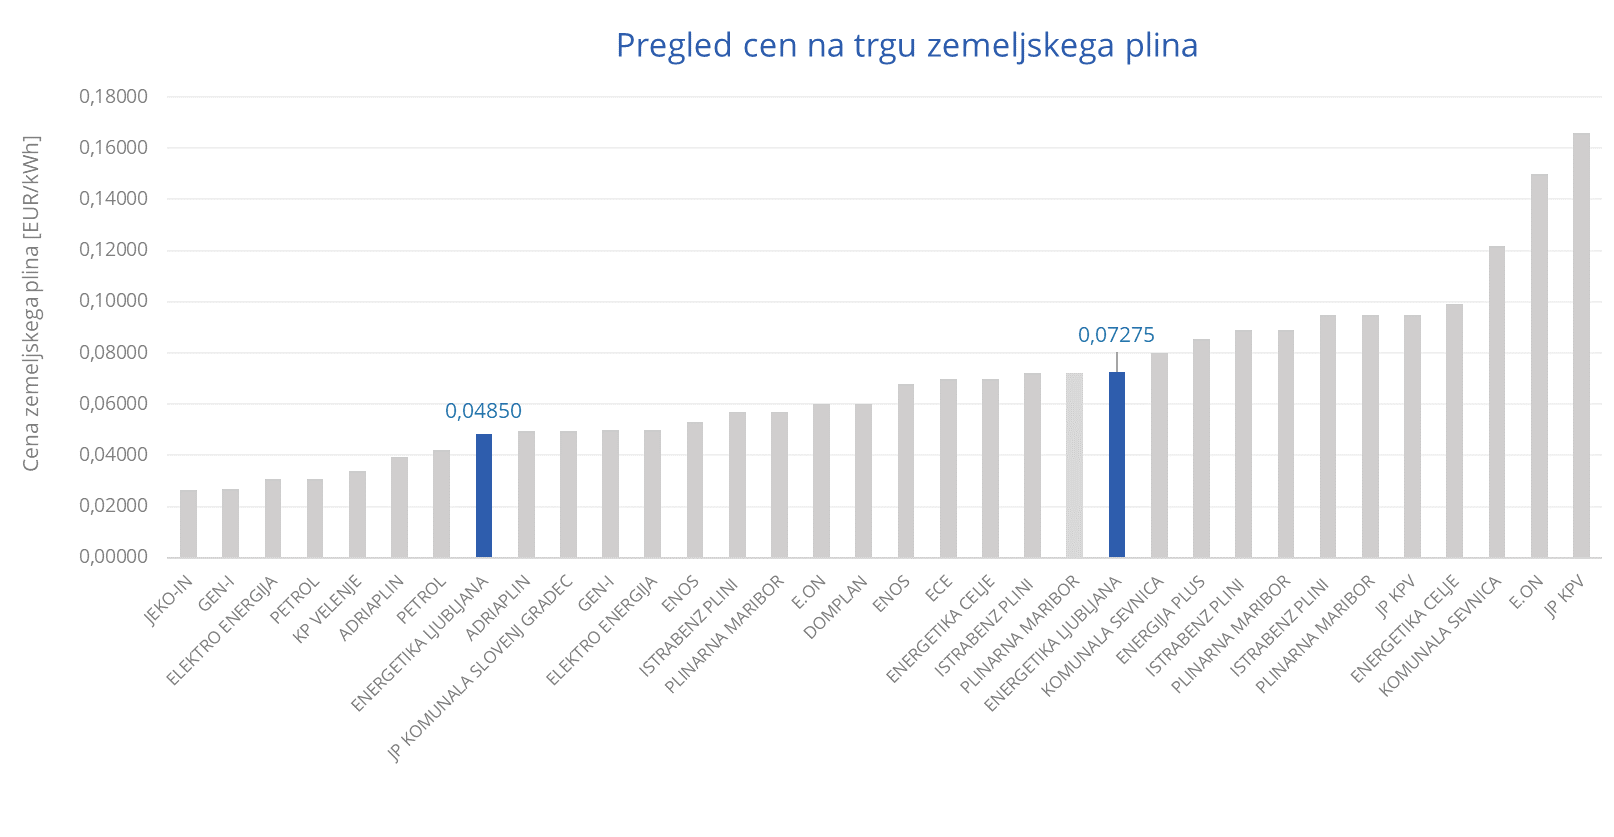 Pregled cen na trgu zemeljskega plina
Cena zemeljskega plina [EUR/kWh]
0,18000
0,16000
0,14000
0,12000
0,10000
0,08000
0,06000
0,04000
0,02000
0,00000
0,04850
0,07275
JEKO-IN
GEN-I
ELEKTRO ENERGIJA
PETROL
KP VELENJE
ADRIAPLIN
PETROL
ENERGETIKA LJUBLJANA
ADRIAPLIN
JP KOMUNALA SLOVENJ GRADEC
GEN-I
ELEKTRO ENERGIJA
ENOS
ISTRABENZ PLINI
PLINARNA MARIBOR
E.ON
DOMPLAN
ENOS
ECE
ENERGETIKA CELJE
ISTRABENZ PLINI
PLINARNA MARIBOR
ENERGETIKA LJUBLJANA
KOMUNALA SEVNICA
ENERGIJA PLUS
ISTRABENZ PLINI
PLINARNA MARIBOR
ISTRABENZ PLINI
PLINARNA MARIBOR
JP KPV
ENERGETIKA CELJE
KOMUNALA SEVNICA
E.ON
JP KPV